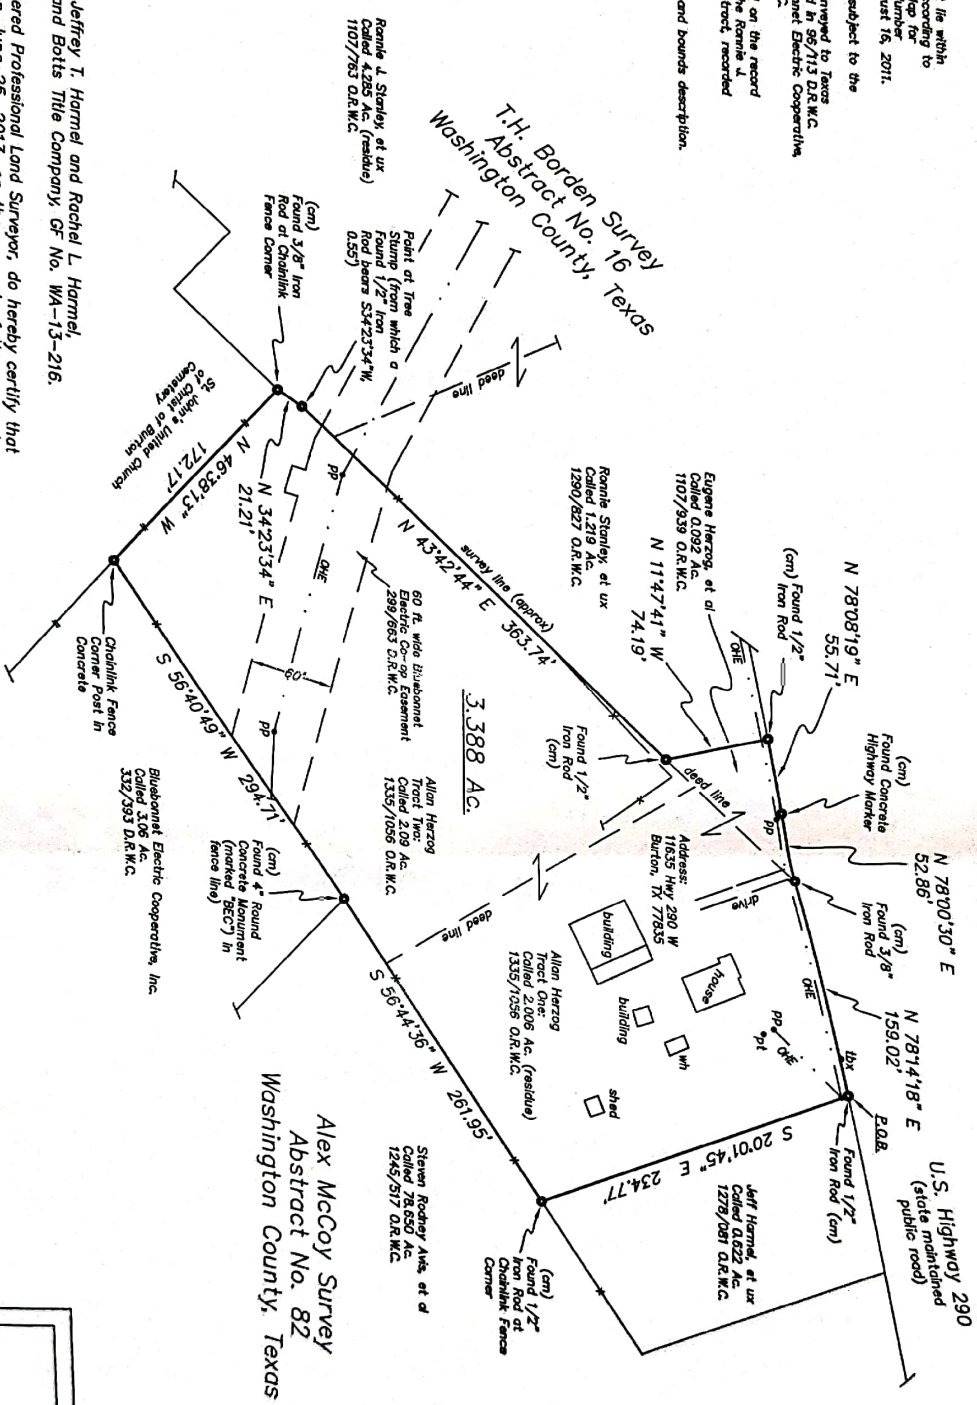 lie within
ccording to
Map for
umber
ust 16, 2011.
subject to the
nveyed to Texas
d in 96/113 D.R.W.C.
nnet Electric Cooperative,
on the record
he Ronnie J.
tract, recorded
and bounds description.
T.H. Borden Survey
Abstract No. 16
Washington County, Texas
Ronnie J. Stanley, et ux
Called 4.285 Ac. (residue)
1107/763 O.R.W.C.
(cm)
Found 3/8" Iron
Rod at Chainlink
Fence Corner
Point at Tree
Stump (from which a
Found 1/2" Iron
Rod bears S34°23'34"W,
0.55')
deed line
N 78°08'19" E
55.71'
(cm) Found 1/2"
Iron Rod
Eugene Herzog, et al
Called 0.092 Ac.
1107/939 O.R.W.C.
N 11°47'41" W
74.19'
Ronnie Stanley, et ux
Called 1.219 Ac.
1290/827 O.R.W.C.
survey line (approx)
N 43°42'44" E 363.74'
pp
OHE
N 34°23'34" E
21.21'
N 46°38'13" W
172.17'
St. John's United Church
of Christ of Burton
Cemetery
60 ft. wide Bluebonnet
Electric Co-op Easement
299/663 D.R.W.C.
60'
pp
3.388 Ac.
Found 1/2"
Iron Rod
(cm)
OHE
(cm)
Found Concrete
Highway Marker
N 78°00'30" E
52.86'
(cm)
Found 3/8"
Iron Rod
N 78°14'18" E
159.02'
U.S. Highway 290
(state maintained
public road)
P.O.B.
Found 1/2"
Iron Rod (cm)
deed line
pp
drive
OHE
tbx
pp
OHE
pt
Address:
11635 Hwy 290 W
Burton, TX 77835
house
building
building
wh
shed
Allan Herzog
Tract One:
Called 2.006 Ac. (residue)
1335/1056 O.R.W.C.
Allan Herzog
Tract Two:
Called 2.09 Ac.
1335/1056 O.R.W.C.
deed line
S 20°01'45" E 234.77'
Jeff Harmel, et ux
Called 0.622 Ac.
1278/081 O.R.W.C.
(cm)
Found 1/2"
Iron Rod at
Chainlink Fence
Corner
S 56°44'36" W 261.95'
Steven Rodney Avis, et al
Called 78.650 Ac.
1245/517 O.R.W.C.
(cm)
Found 4" Round
Concrete Monument
(marked "BEC") in
fence line)
S 56°40'49" W 294.71'
Bluebonnet Electric Cooperative, Inc.
Called 3.06 Ac.
332/393 D.R.W.C.
Chainlink Fence
Corner Post in
Concrete
Alex McCoy Survey
Abstract No. 82
Washington County, Texas
Jeffrey T. Harmel and Rachel L. Harmel,
and Botts Title Company, GF No. WA-13-216.
ered Professional Land Surveyor, do hereby certify that